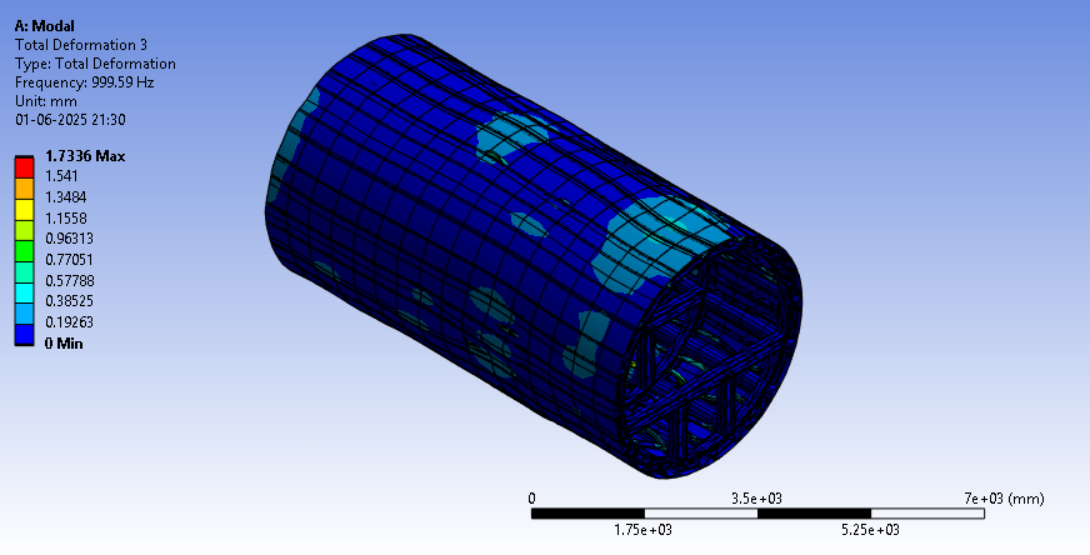 A: Modal
Total Deformation 3
Type: Total Deformation
Frequency: 999.59 Hz
Unit: mm
01-06-2025 21:30
1.7336 Max
1.541
1.3484
1.1558
0.96313
0.77051
0.57788
0.38525
0.19263
0 Min
0 3.5e+03 7e+03 (mm)
1.75e+03 5.25e+03